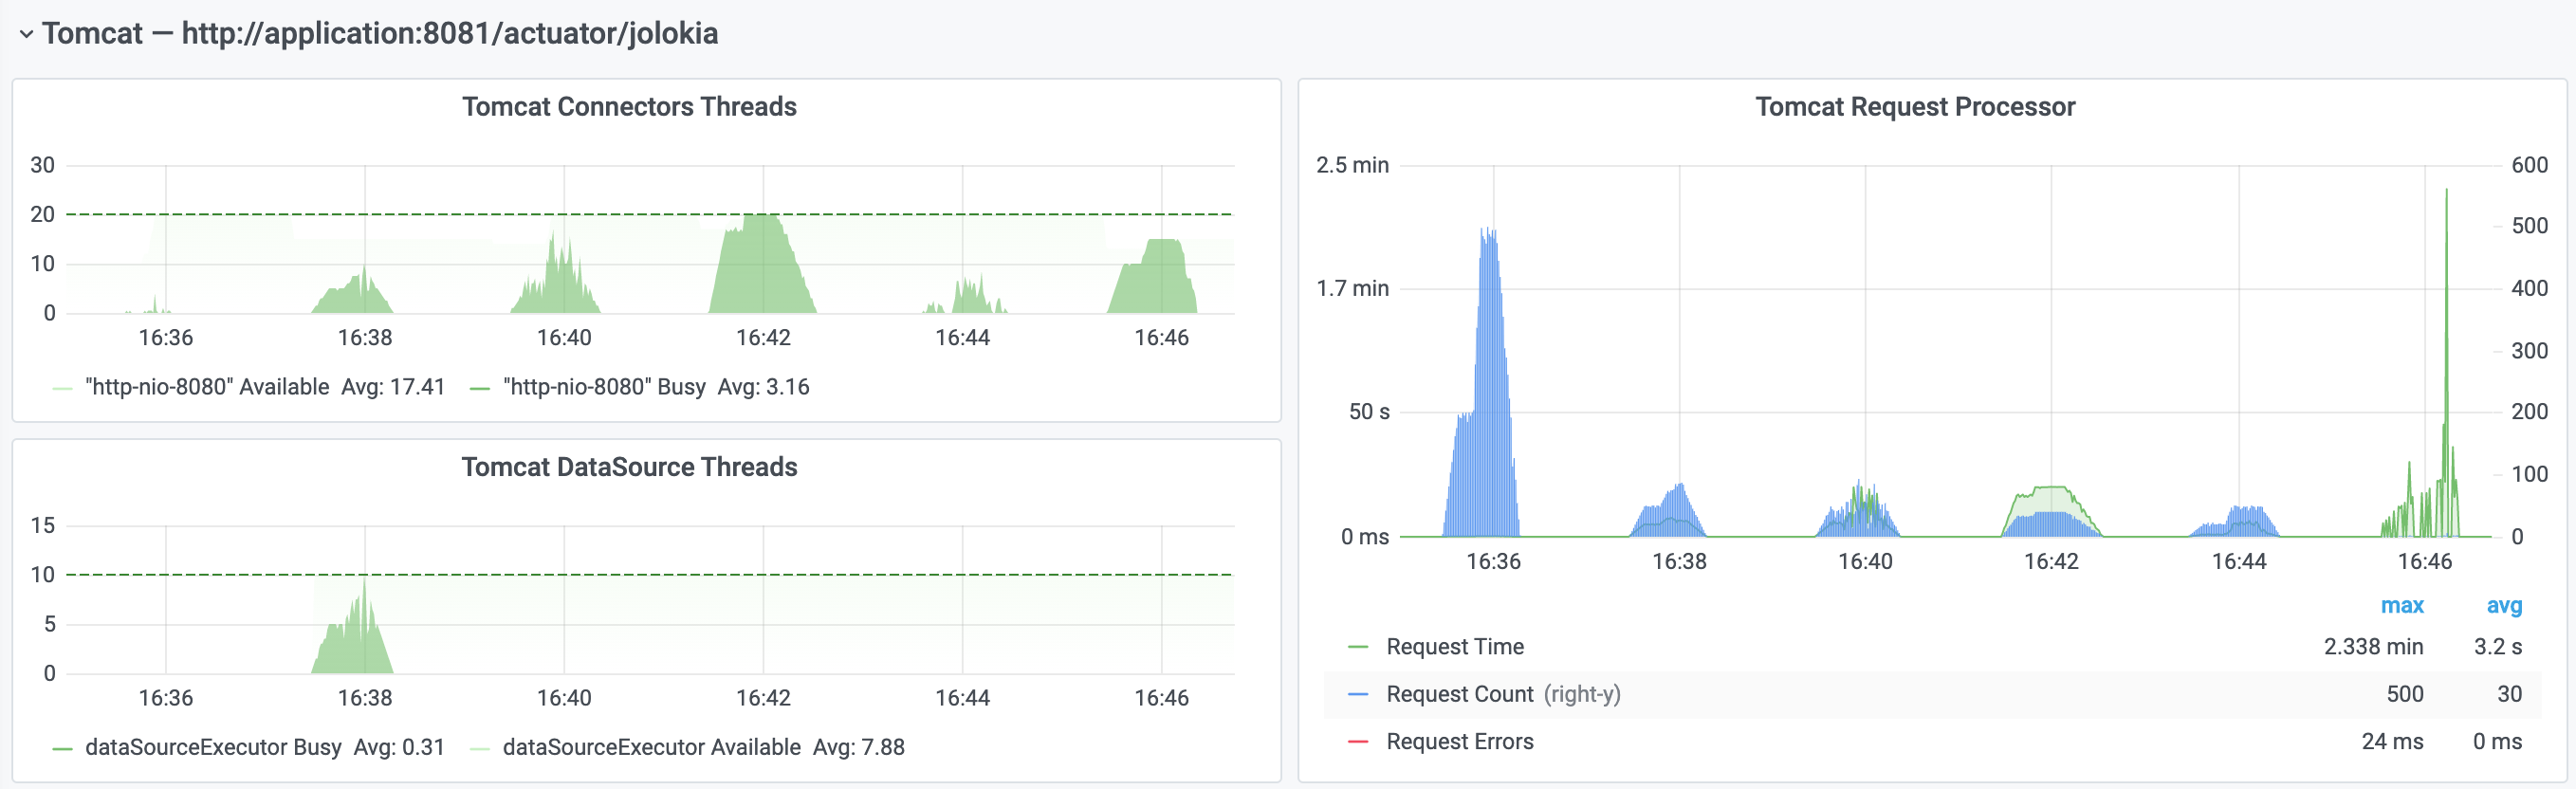 Tomcat — http://application:8081/actuator/jolokia
Tomcat Connectors Threads
30
20
10
0
16:36 16:38 16:40 16:42 16:44 16:46
"http-nio-8080" Available Avg: 17.41 "http-nio-8080" Busy Avg: 3.16
Tomcat DataSource Threads
15
10
5
0
16:36 16:38 16:40 16:42 16:44 16:46
dataSourceExecutor Busy Avg: 0.31 dataSourceExecutor Available Avg: 7.88
Tomcat Request Processor
2.5 min 600
500
1.7 min 400
300
50 s 200
100
0 ms 0
16:36 16:38 16:40 16:42 16:44 16:46
max avg
Request Time 2.338 min 3.2 s
Request Count (right-y) 500 30
Request Errors 24 ms 0 ms